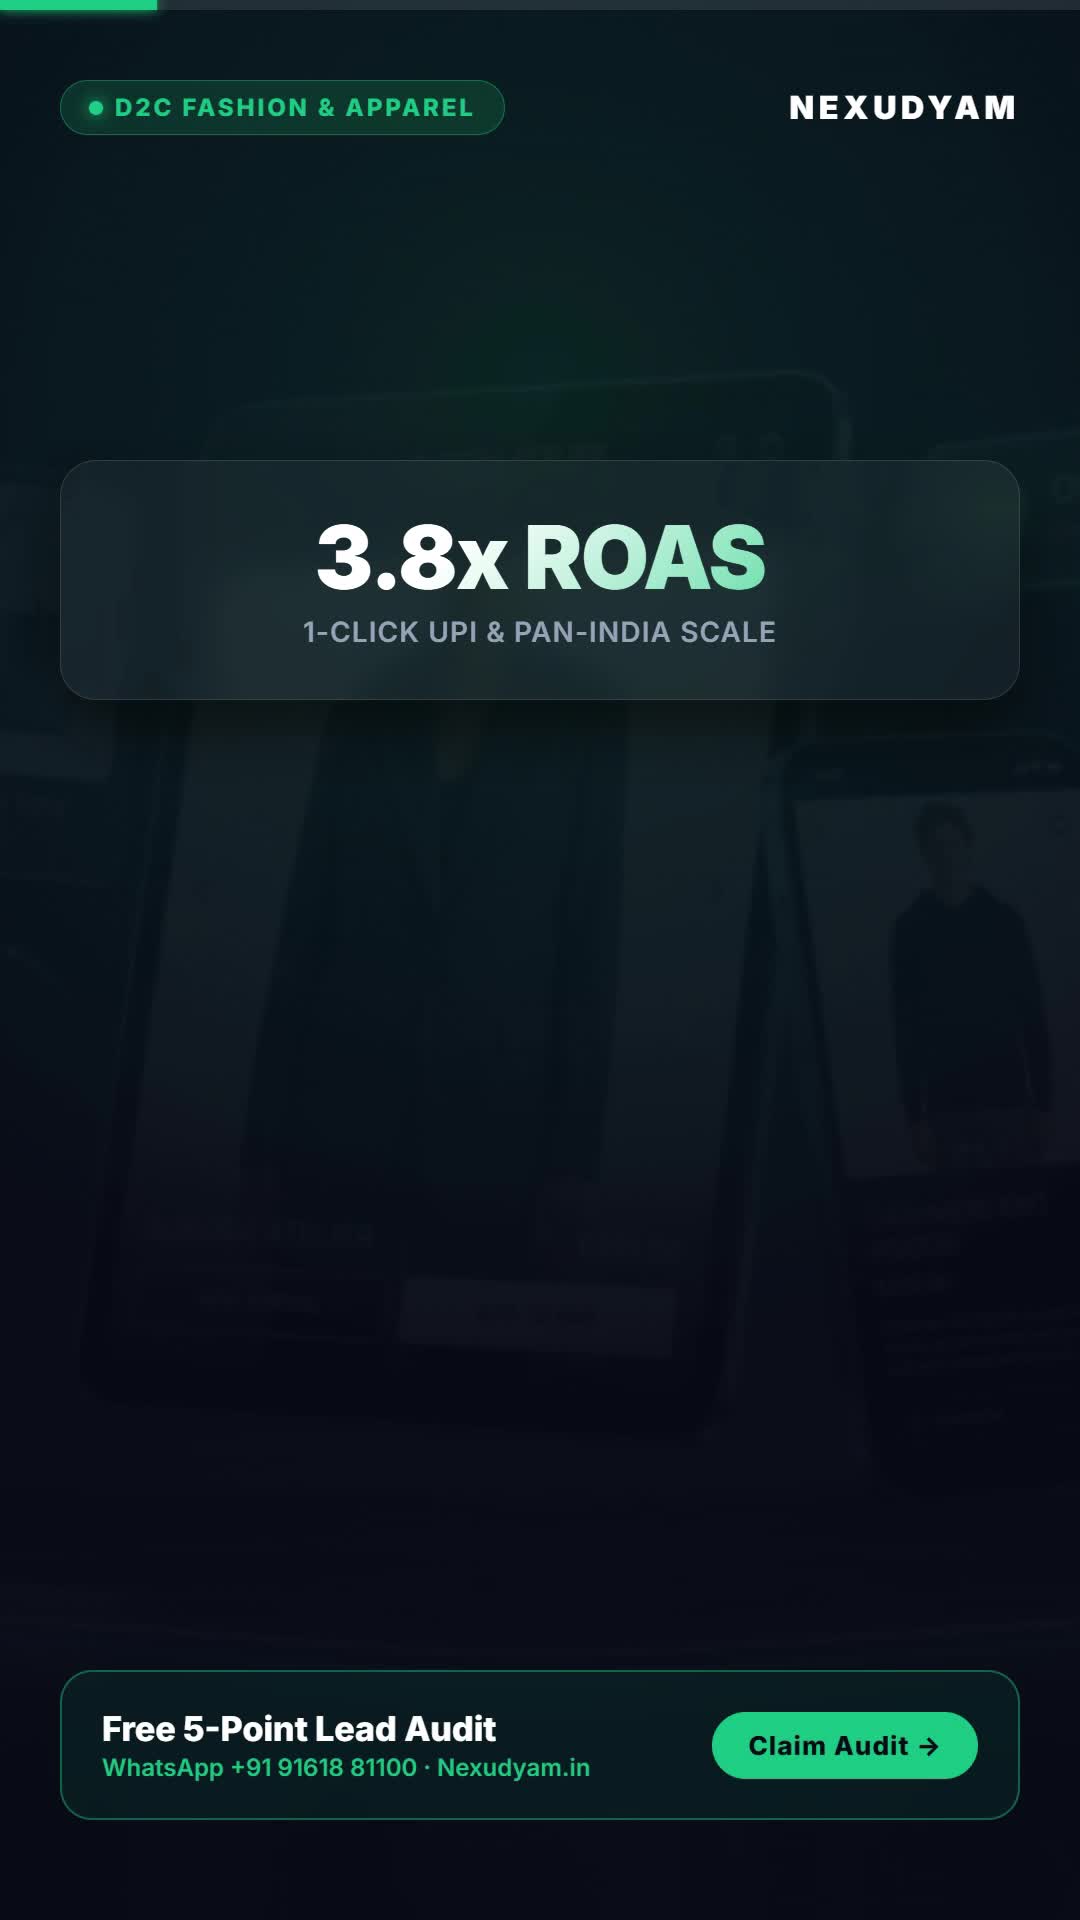 D2C FASHION & APPAREL
NEXUDYAM
3.8x ROAS
1-CLICK UPI & PAN-INDIA SCALE
Free 5-Point Lead Audit
WhatsApp +91 91618 81100 · Nexudyam.in
Claim Audit →